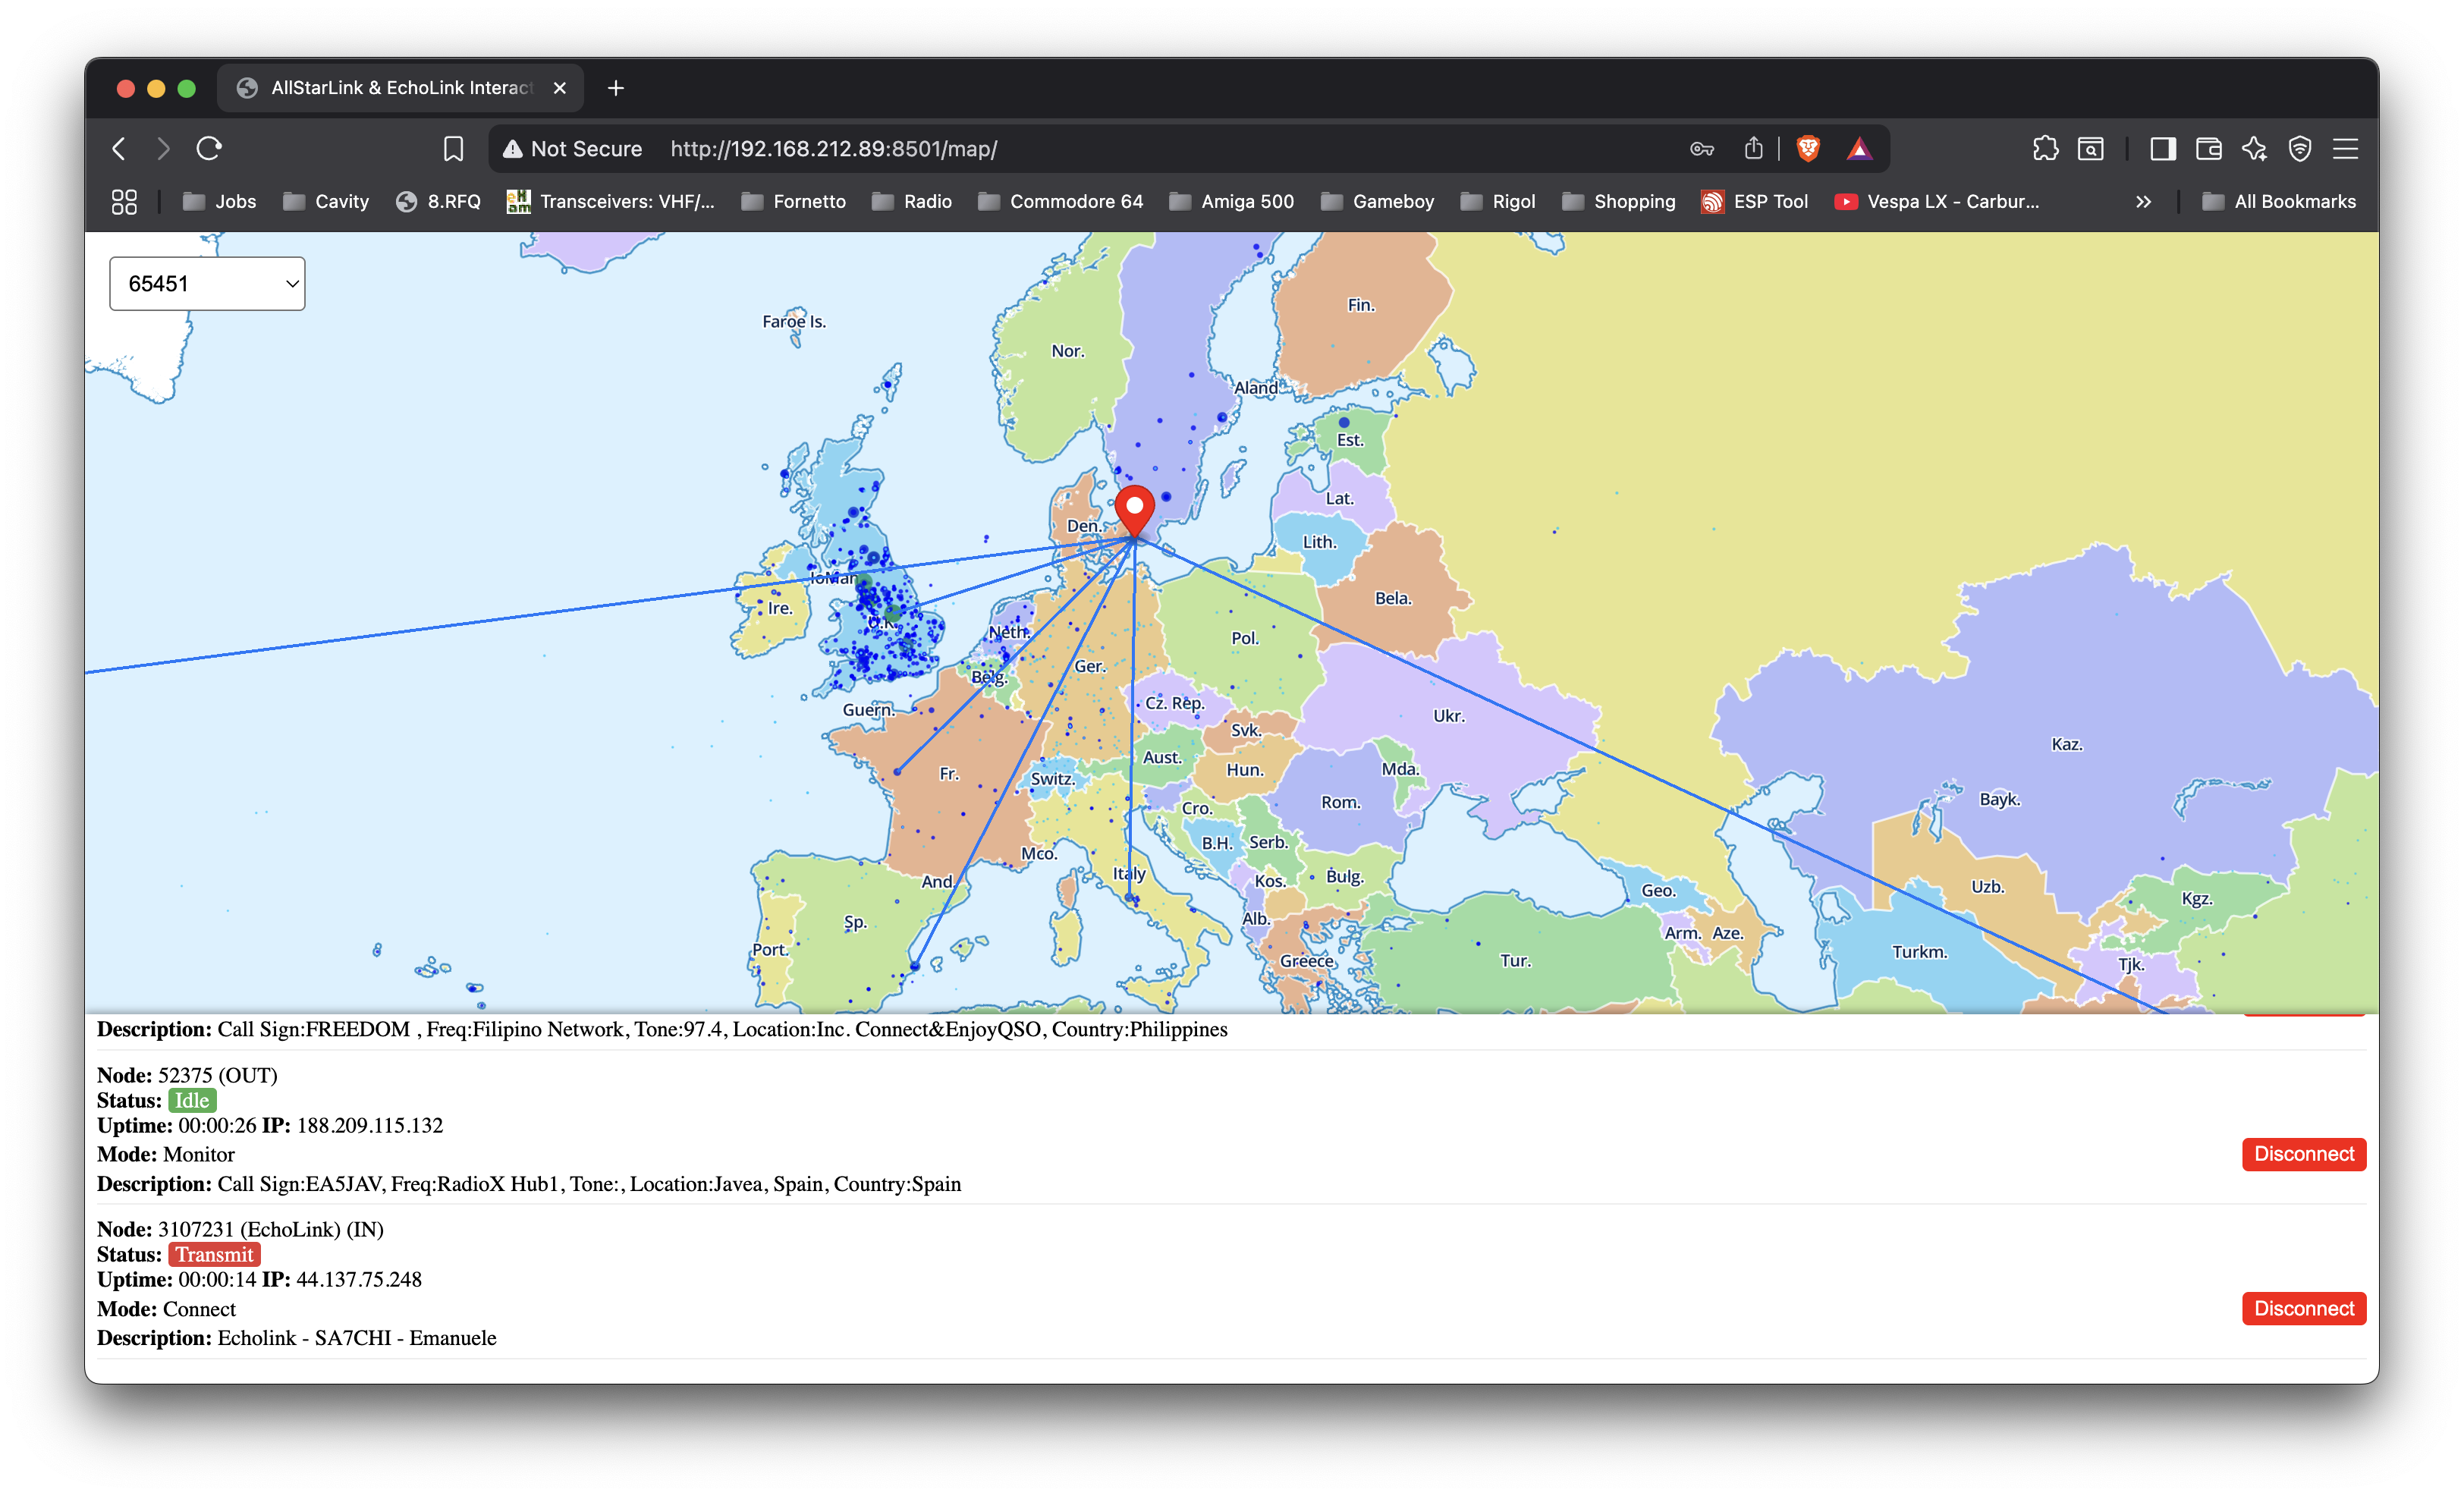 AllStarLink & EchoLink Interact
Not Secure http://192.168.212.89:8501/map/
Jobs Cavity 8.RFQ Transceivers: VHF/... Fornetto Radio Commodore 64 Amiga 500 Gameboy Rigol Shopping ESP Tool Vespa LX - Carbur... All Bookmarks
65451
Fin.
Faroe Is.
Nor.
Aland
Est.
Lat.
Den.
Lith.
IoMan
Bela.
Ire.
U.K.
Neth.
Pol.
Ger.
Belg.
Cz. Rep.
Guern.
Ukr.
Svk.
Kaz.
Aust.
Fr.
Switz.
Hun.
Mda.
Bayk.
Cro.
Rom.
B.H.
Serb.
Mco.
Italy
And.
Kos.
Bulg.
Geo.
Uzb.
Kgz.
Sp.
Alb.
Arm.
Aze.
Port.
Greece
Tur.
Turkm.
Tjk.
Description: Call Sign:FREEDOM , Freq:Filipino Network, Tone:97.4, Location:Inc. Connect&EnjoyQSO, Country:Philippines
Node: 52375 (OUT)
Status: Idle
Uptime: 00:00:26 IP: 188.209.115.132
Mode: Monitor
Disconnect
Description: Call Sign:EA5JAV, Freq:RadioX Hub1, Tone:, Location:Javea, Spain, Country:Spain
Node: 3107231 (EchoLink) (IN)
Status: Transmit
Uptime: 00:00:14 IP: 44.137.75.248
Mode: Connect
Disconnect
Description: Echolink - SA7CHI - Emanuele